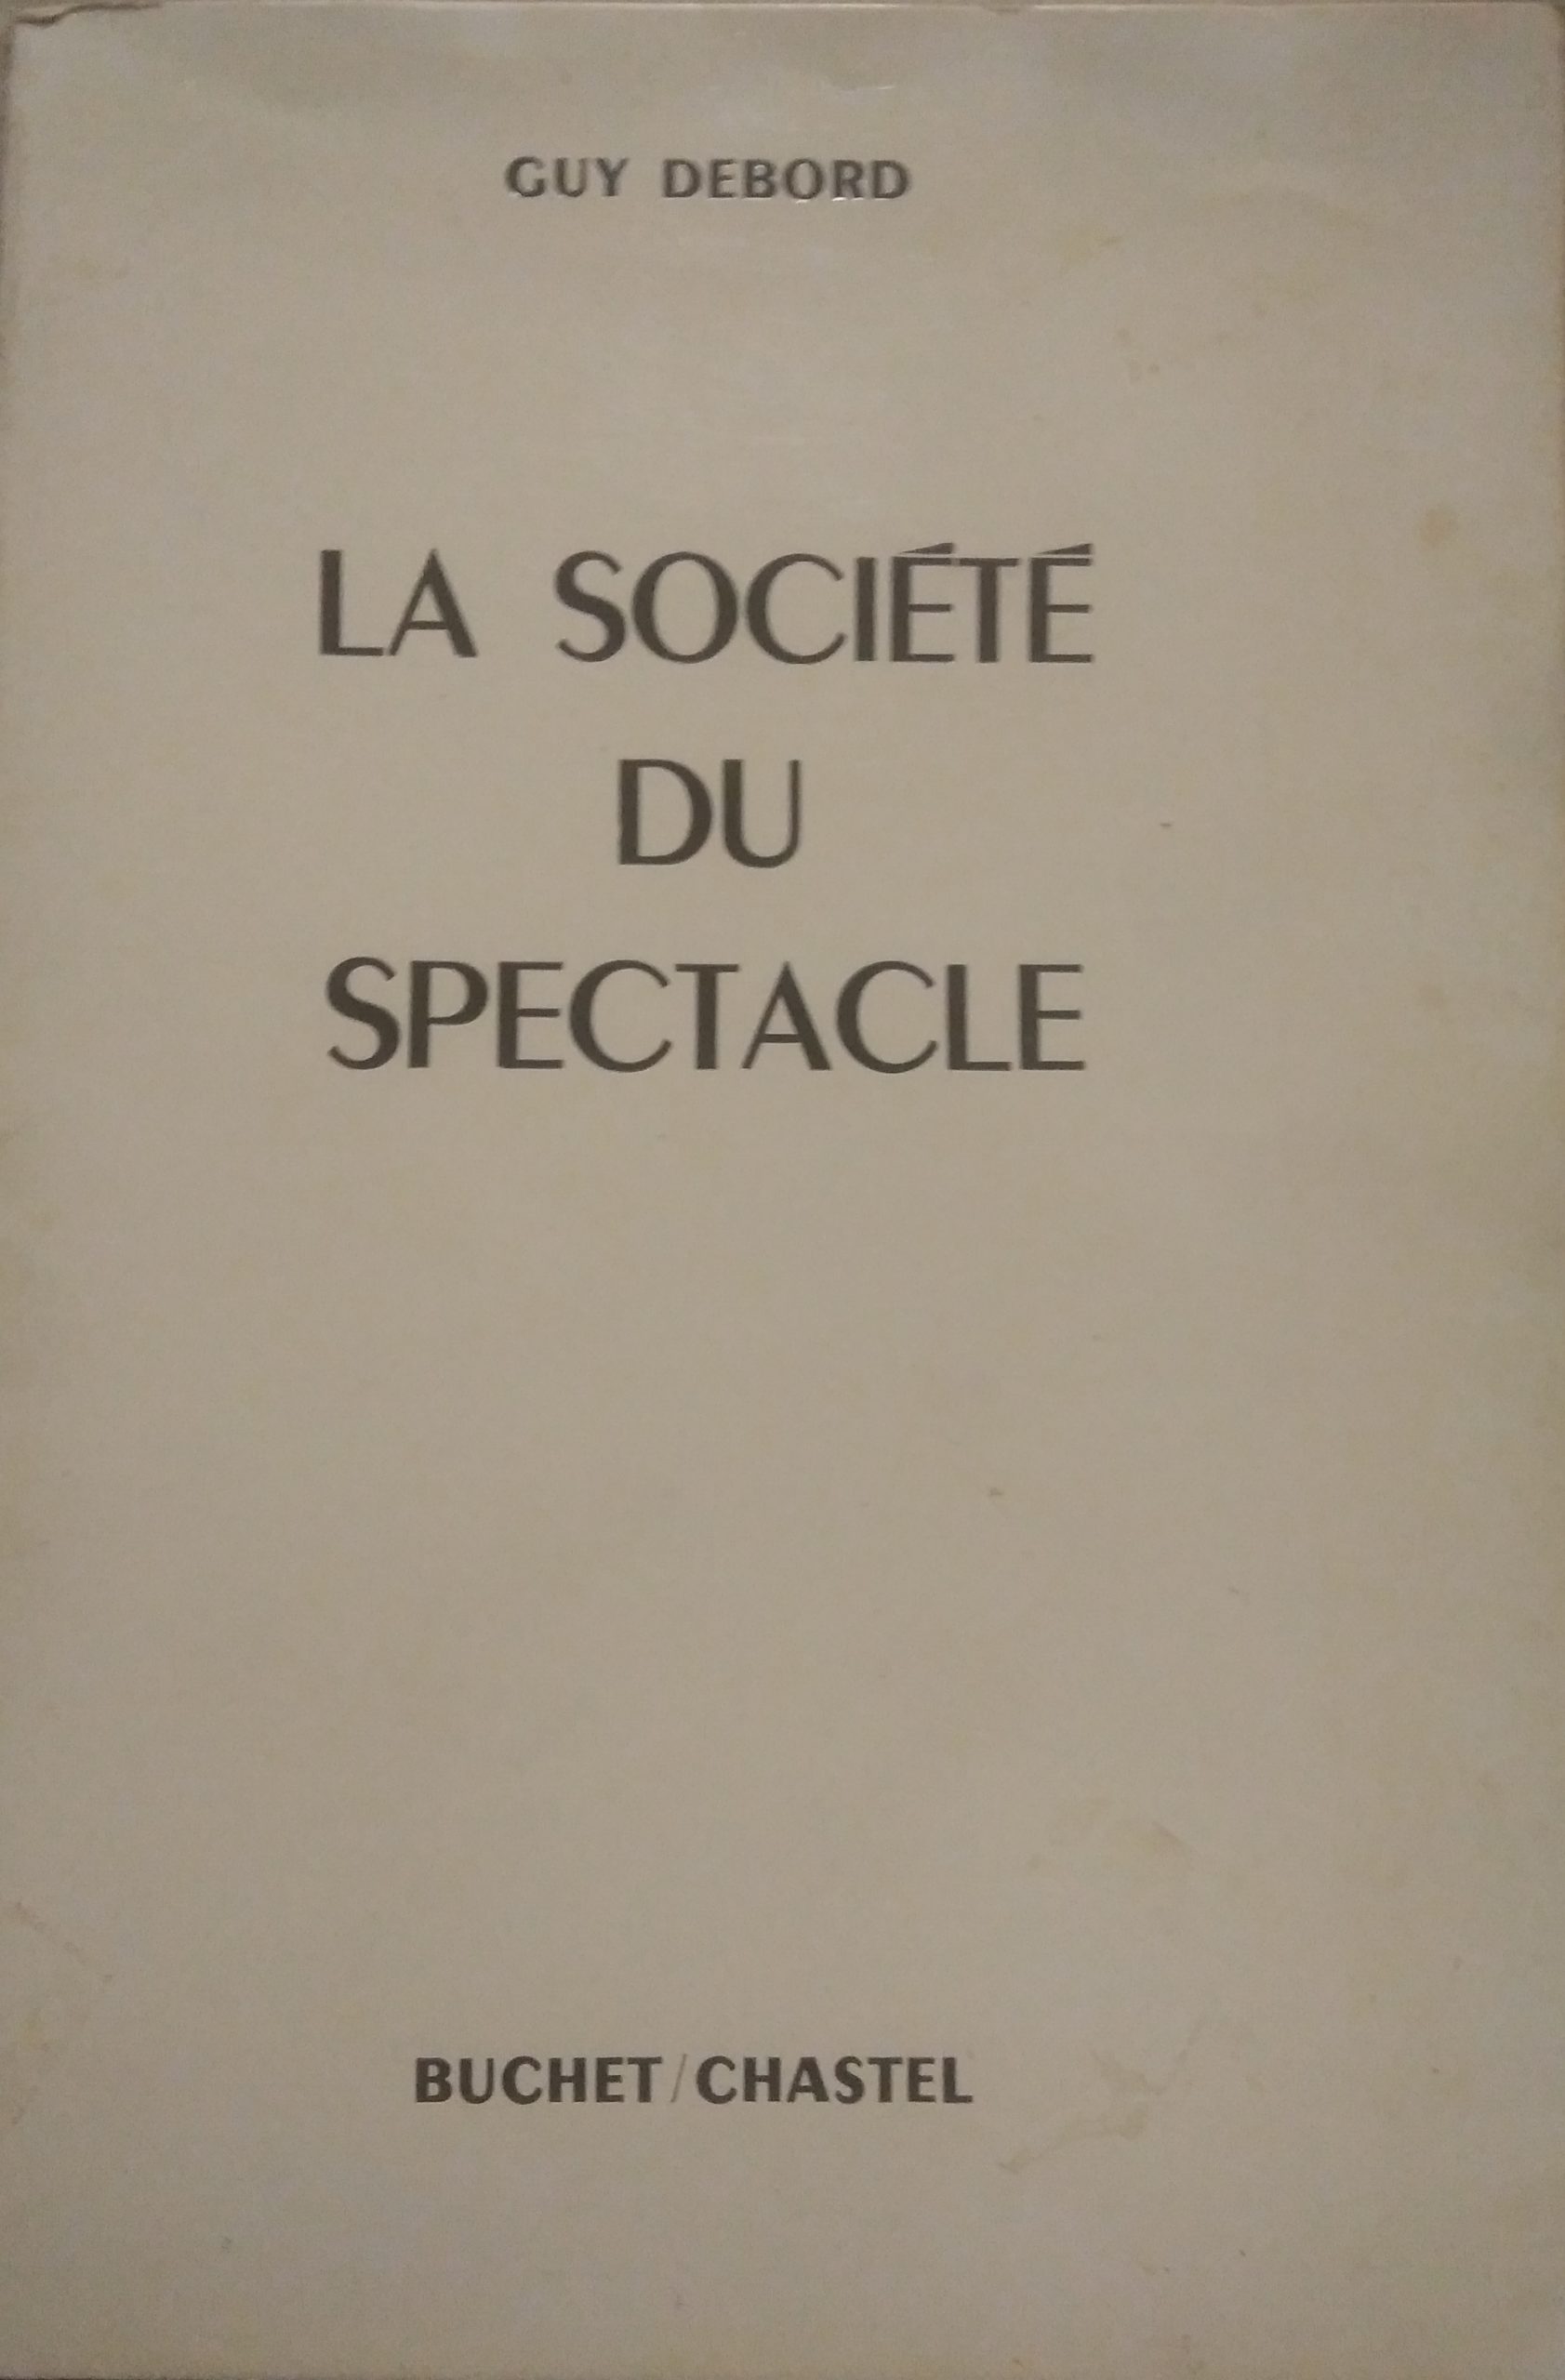 GUY DEBORD
LA SOCIÉTÉ
DU
SPECTACLE
BUCHET/CHASTEL